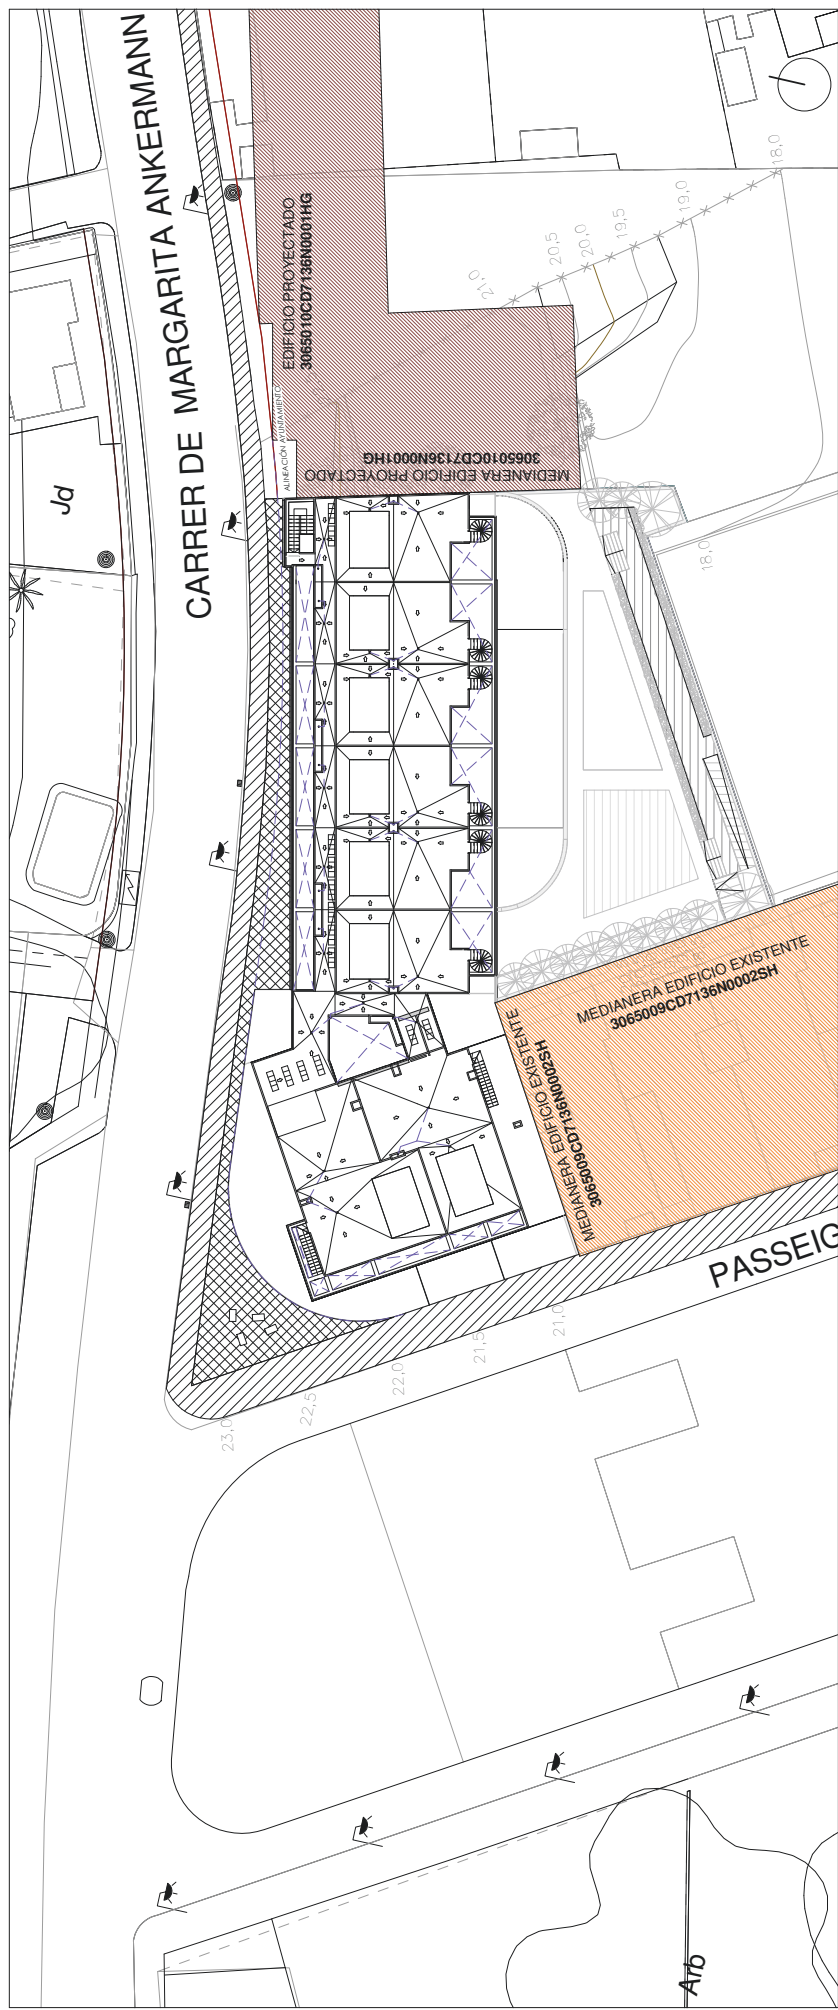 CARRER DE MARGARITA ANKERMANN
EDIFICIO PROYECTADO
3065010CD7136N0001HG
ALINEACIÓN AYUNTAMIENTO
MEDIANERA EDIFICIO PROYECTADO
3065010CD7136N0001HG
21,0
20,5
20,0
19,5
19,0
18,0
18,0
Jd
MEDIANERA EDIFICIO EXISTENTE
3065009CD7136N0002SH
MEDIANERA EDIFICIO EXISTENTE
3065009CD7136N0002SH
PASSEIG
23,0
22,5
22,0
21,5
21,0
Arb